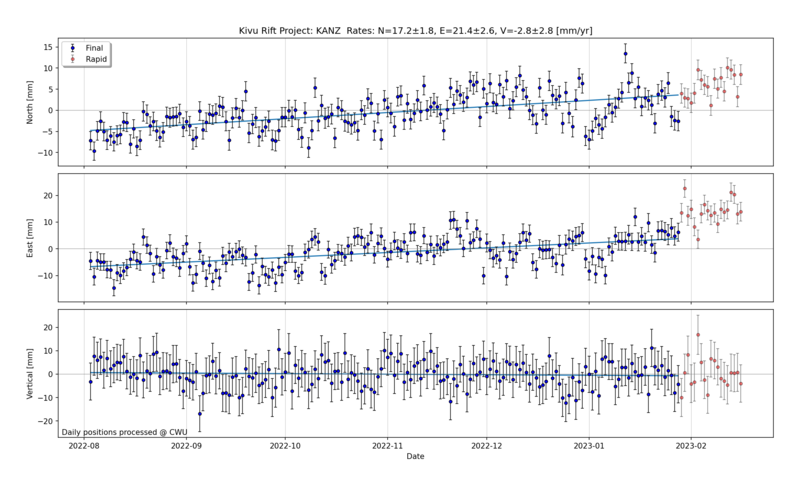 Kivu Rift Project: KANZ Rates: N=17.2±1.8, E=21.4±2.6, V=-2.8±2.8 [mm/yr]
Final
Rapid
North [mm]
15
10
5
0
−5
−10
East [mm]
20
10
0
−10
Vertical [mm]
20
10
0
−10
−20
Daily positions processed @ CWU
2022-08
2022-09
2022-10
2022-11
2022-12
2023-01
2023-02
Date